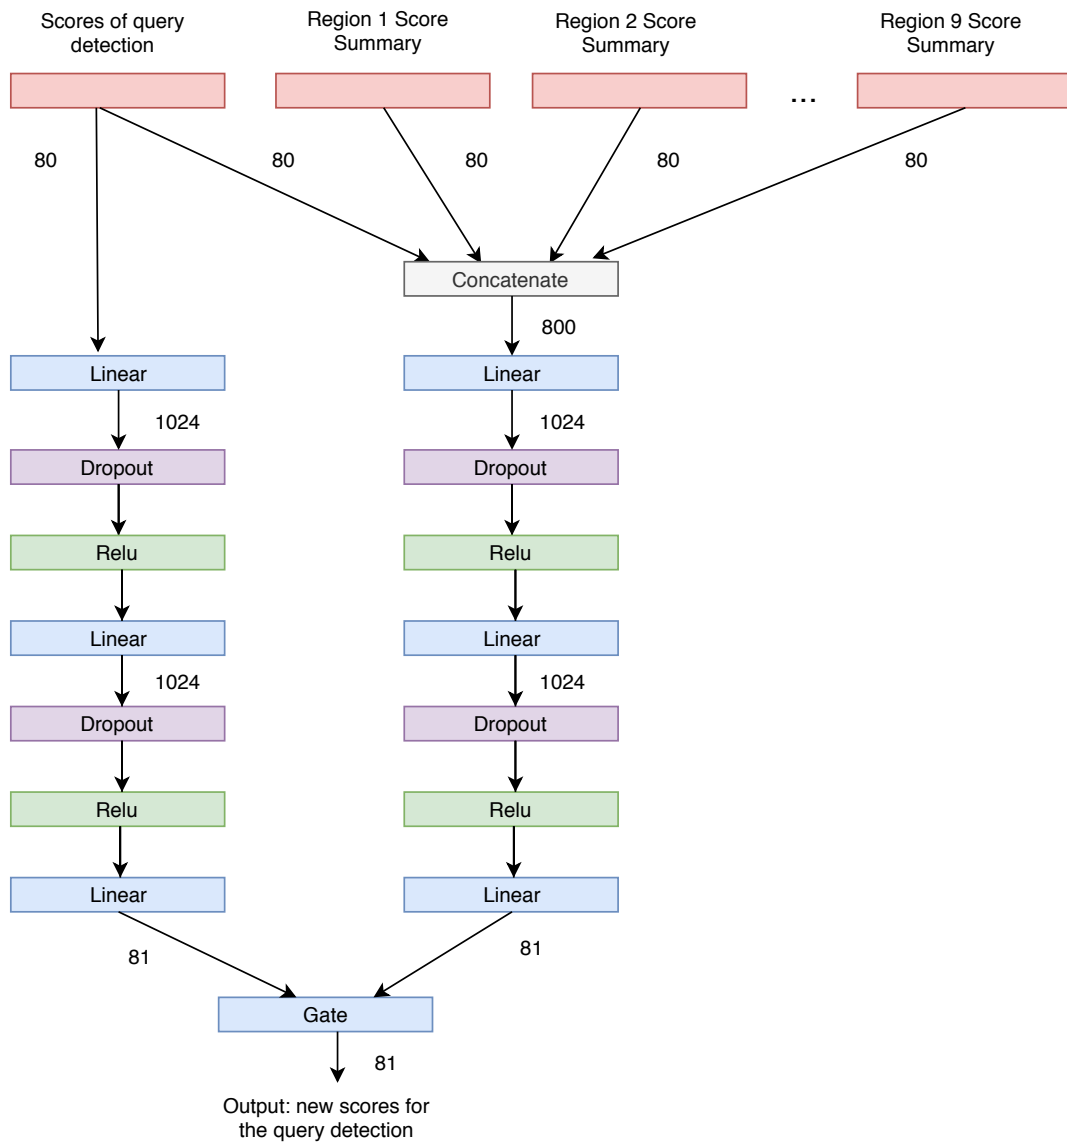 Scores of query
detection
Region 1 Score
Summary
Region 2 Score
Summary
...
Region 9 Score
Summary
80
80
80
80
80
Concatenate
800
Linear
Linear
1024
1024
Dropout
Dropout
Relu
Relu
Linear
Linear
1024
1024
Dropout
Dropout
Relu
Relu
Linear
Linear
81
81
Gate
81
Output: new scores for
the query detection